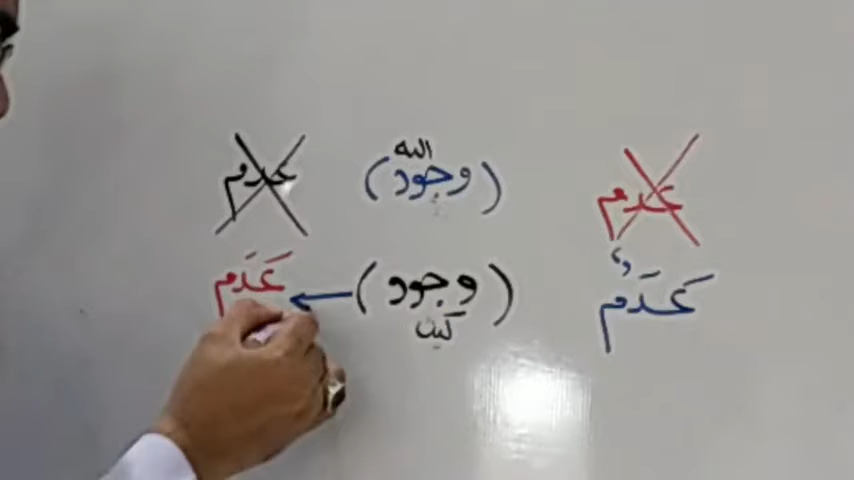 الله
عدم (وجود) عدم
عَدَم (وجود) عَدَم